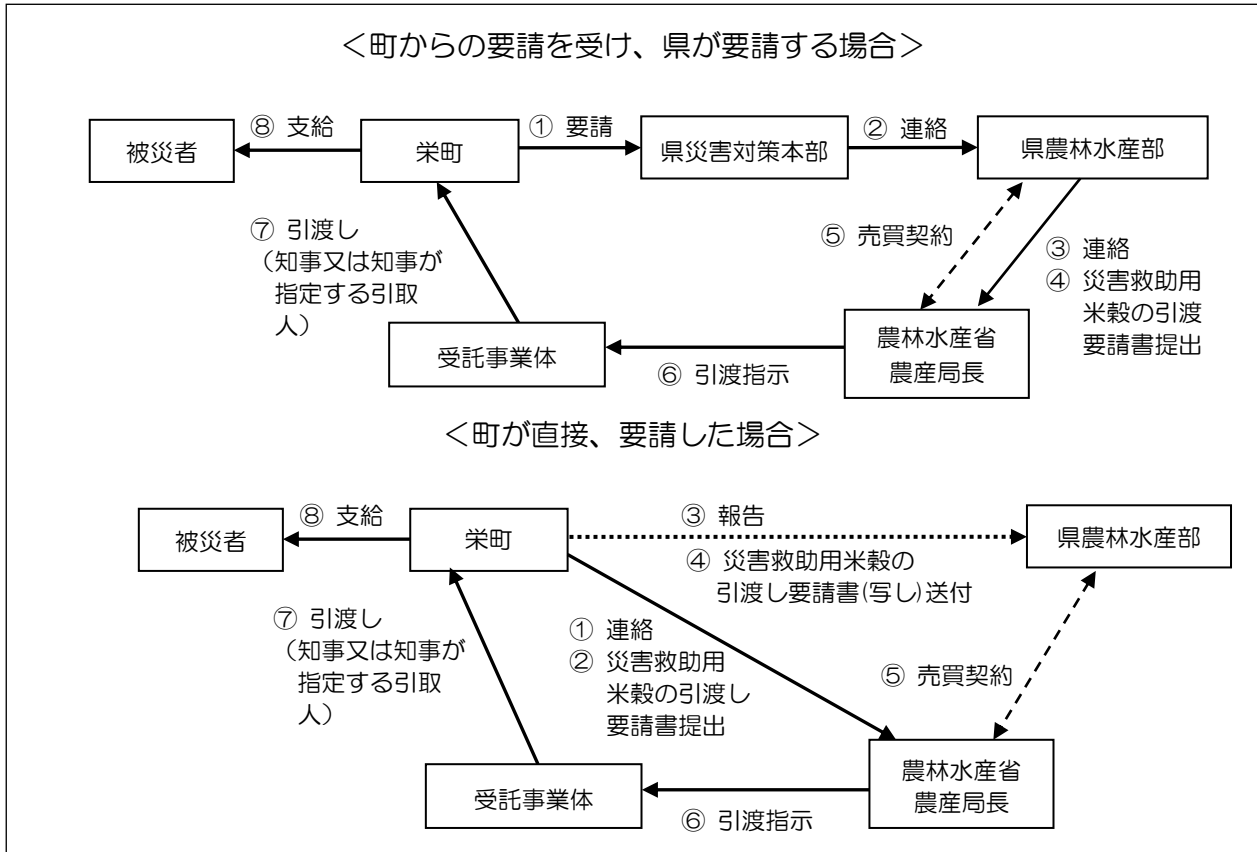 ＜町からの要請を受け、県が要請する場合＞
⑧ 支給
① 要請
② 連絡
被災者
栄町
県災害対策本部
県農林水産部
⑦ 引渡し
（知事又は知事が
指定する引取
人）
⑤ 売買契約
③ 連絡
④ 災害救助用
米穀の引渡
要請書提出
受託事業体
⑥ 引渡指示
農林水産省
農産局長
＜町が直接、要請した場合＞
⑧ 支給
③ 報告
被災者
栄町
県農林水産部
④ 災害救助用米穀の
引渡し要請書(写し)送付
⑦ 引渡し
（知事又は知事が
指定する引取
人）
① 連絡
② 災害救助用
米穀の引渡し
要請書提出
⑤ 売買契約
受託事業体
⑥ 引渡指示
農林水産省
農産局長